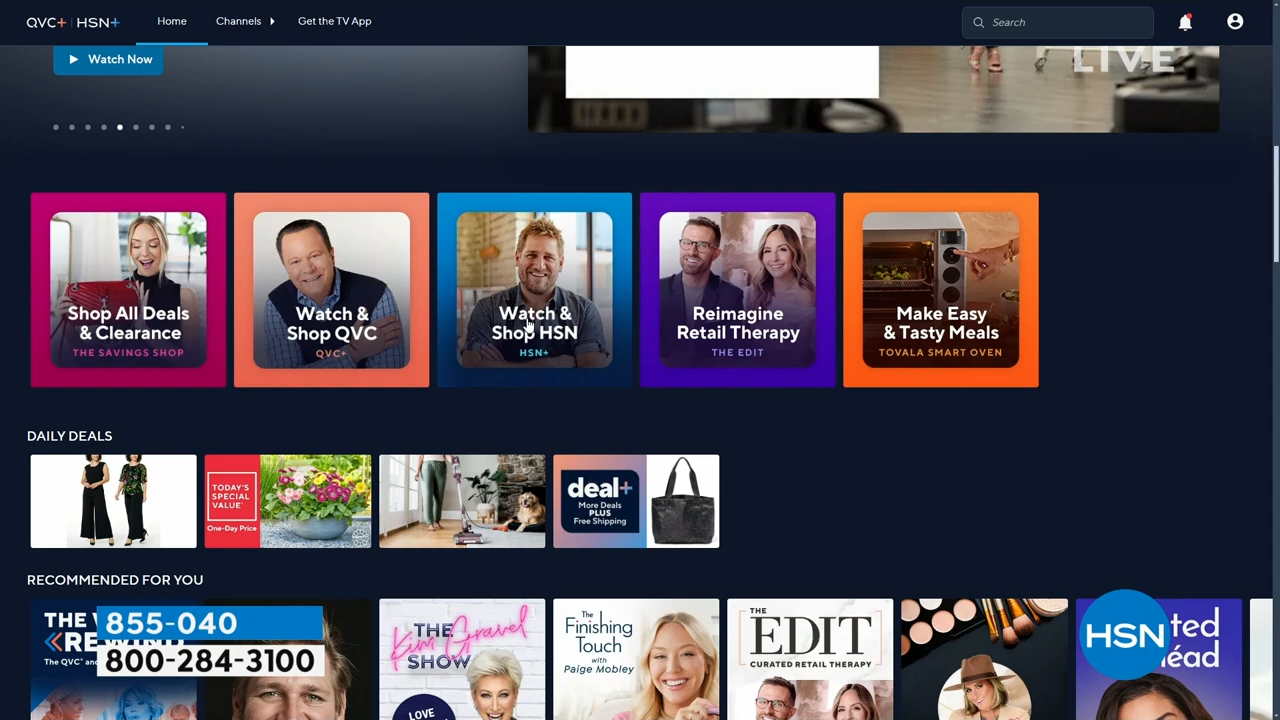 QVC+ | HSN+
Home
Channels
Get the TV App
Search
Watch Now
LIVE
Shop All Deals
& Clearance
THE SAVINGS SHOP
Watch &
Shop QVC
QVC+
Watch &
Shop HSN
HSN+
Reimagine
Retail Therapy
THE EDIT
Make Easy
& Tasty Meals
TOVALA SMART OVEN
DAILY DEALS
TODAY'S
SPECIAL
VALUE
One-Day Price
deal+
More Deals
PLUS
Free Shipping
RECOMMENDED FOR YOU
THE
The QVC+ and
855-040
800-284-3100
THE
Kim Gravel
SHOW
LOVE
The
Finishing
Touch
with
Paige Mobley
THE
EDIT
CURATED RETAIL THERAPY
HSN